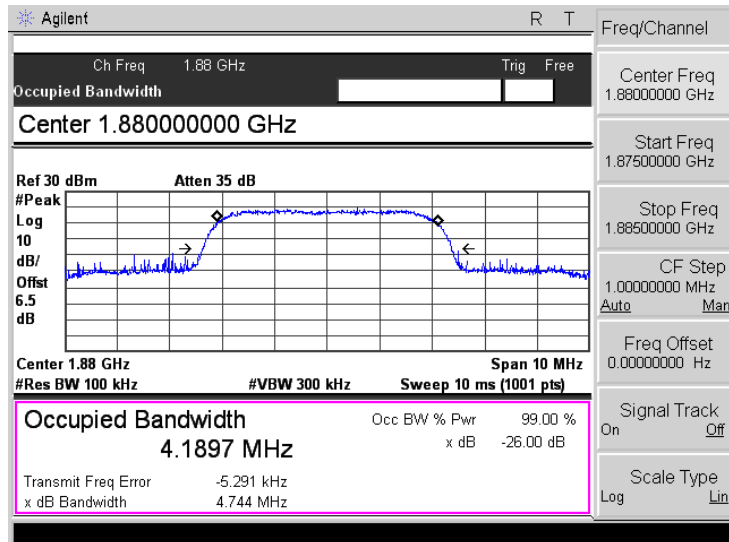 Agilent R T
Ch Freq 1.88 GHz Trig Free
Occupied Bandwidth
Center 1.880000000 GHz
Ref 30 dBm Atten 35 dB
#Peak
Log
10
dB/
Offst
6.5
dB
Center 1.88 GHz Span 10 MHz
#Res BW 100 kHz #VBW 300 kHz Sweep 10 ms (1001 pts)
Occupied Bandwidth Occ BW % Pwr 99.00 %
4.1897 MHz x dB -26.00 dB
Transmit Freq Error -5.291 kHz
x dB Bandwidth 4.744 MHz
Freq/Channel
Center Freq
1.88000000 GHz
Start Freq
1.87500000 GHz
Stop Freq
1.88500000 GHz
CF Step
1.00000000 MHz
Auto Man
Freq Offset
0.00000000 Hz
Signal Track
On Off
Scale Type
Log Lin